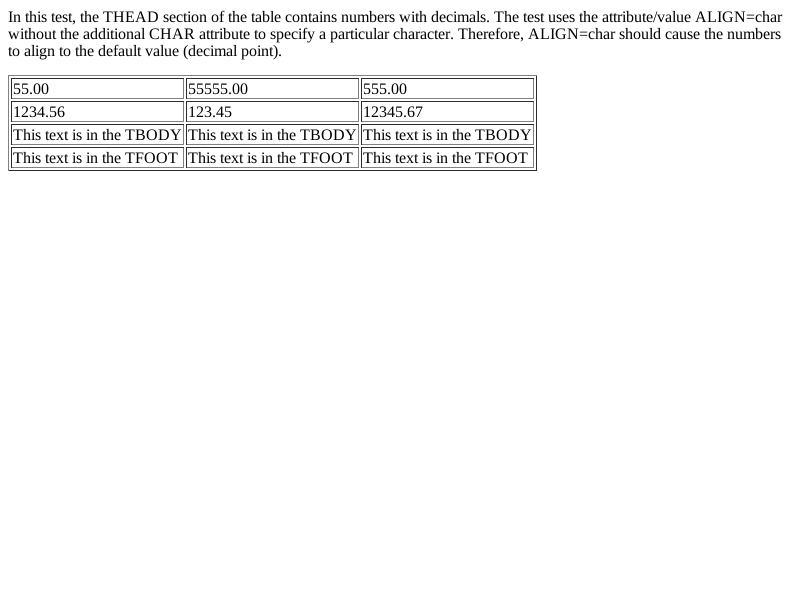 In this test, the THEAD section of the table contains numbers with decimals. The test uses the attribute/value ALIGN=char
without the additional CHAR attribute to specify a particular character. Therefore, ALIGN=char should cause the numbers
to align to the default value (decimal point).
55.00 55555.00 555.00
1234.56 123.45 12345.67
This text is in the TBODY This text is in the TBODY This text is in the TBODY
This text is in the TFOOT This text is in the TFOOT This text is in the TFOOT